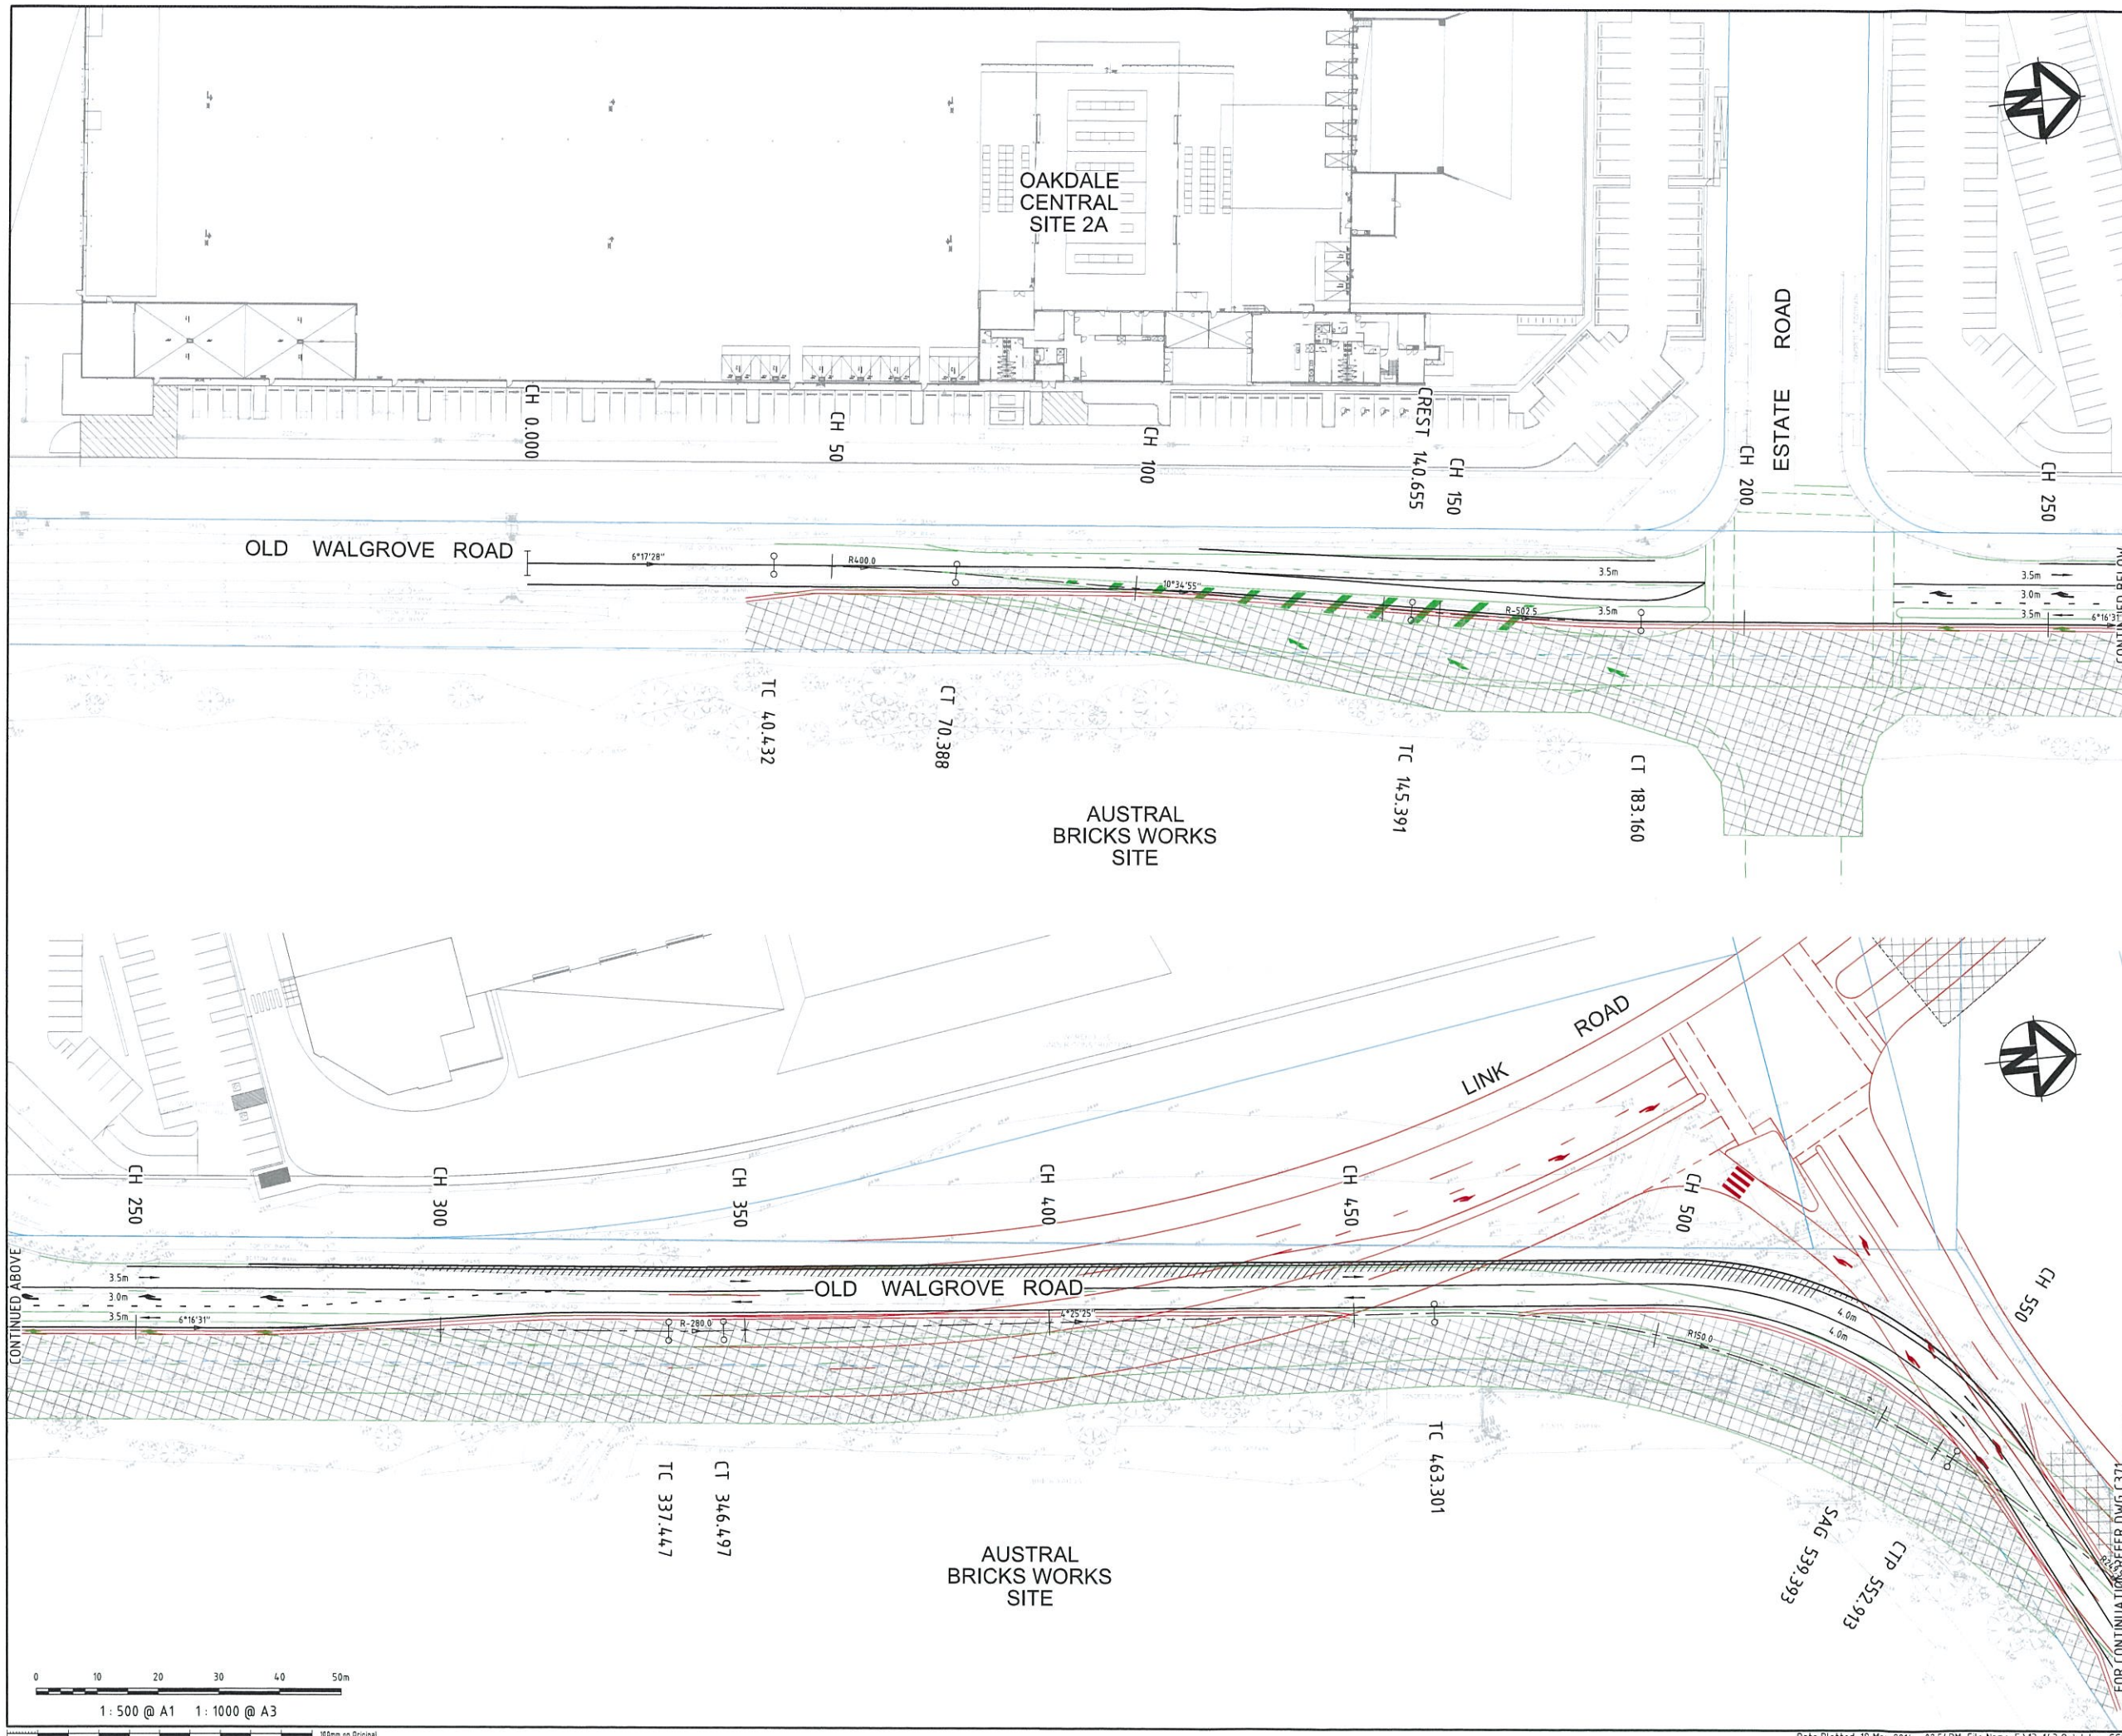 OAKDALE
CENTRAL
SITE 2A
N
ESTATE ROAD
CH 0.000
CH 50
CH 100
CREST 140.655
CH 150
CH 200
CH 250
OLD WALGROVE ROAD
6°17'28"
R400.0
10°34'55"
R-502.5
3.5m
3.5m
3.5m
3.0m
3.5m
6°16'31"
TC 40.432
CT 70.388
TC 145.391
CT 183.160
AUSTRAL
BRICKS WORKS
SITE
LINK ROAD
N
CH 250
CH 300
CH 350
CH 400
CH 450
CH 500
CH 550
CONTINUED ABOVE
3.5m
3.0m
3.5m
6°16'31"
OLD WALGROVE ROAD
R-280.0
4°25'25"
R150.0
4.0m
4.0m
TC 337.447
CT 346.497
TC 463.301
SAG 539.393
CTP 552.913
AUSTRAL
BRICKS WORKS
SITE
FOR CONTINUATION REFER DWG C371
0 10 20 30 40 50m
1 : 500 @ A1 1 : 1000 @ A3